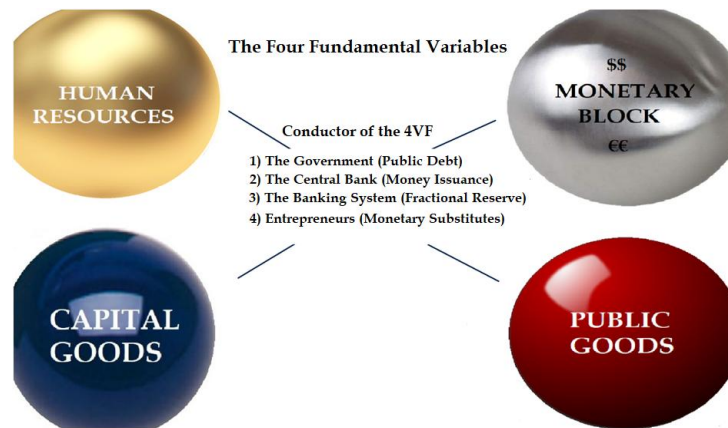 The Four Fundamental Variables
HUMAN
RESOURCES
$$
MONETARY
BLOCK
€€
Conductor of the 4VF
1) The Government (Public Debt)
2) The Central Bank (Money Issuance)
3) The Banking System (Fractional Reserve)
4) Entrepreneurs (Monetary Substitutes)
CAPITAL
GOODS
PUBLIC
GOODS